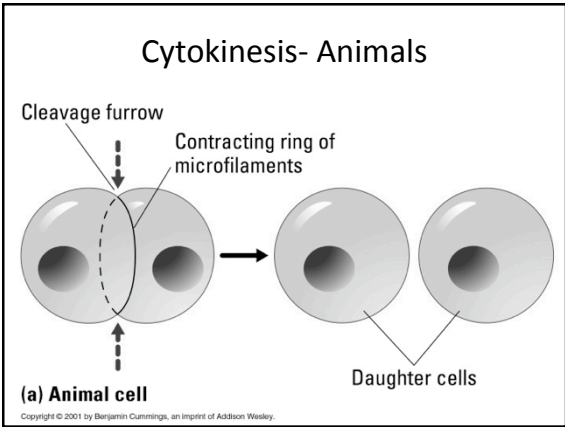 Cytokinesis- Animals
Cleavage furrow
Contracting ring of
microfilaments
Daughter cells
(a) Animal cell
Copyright © 2001 by Benjamin Cummings, an imprint of Addison Wesley.